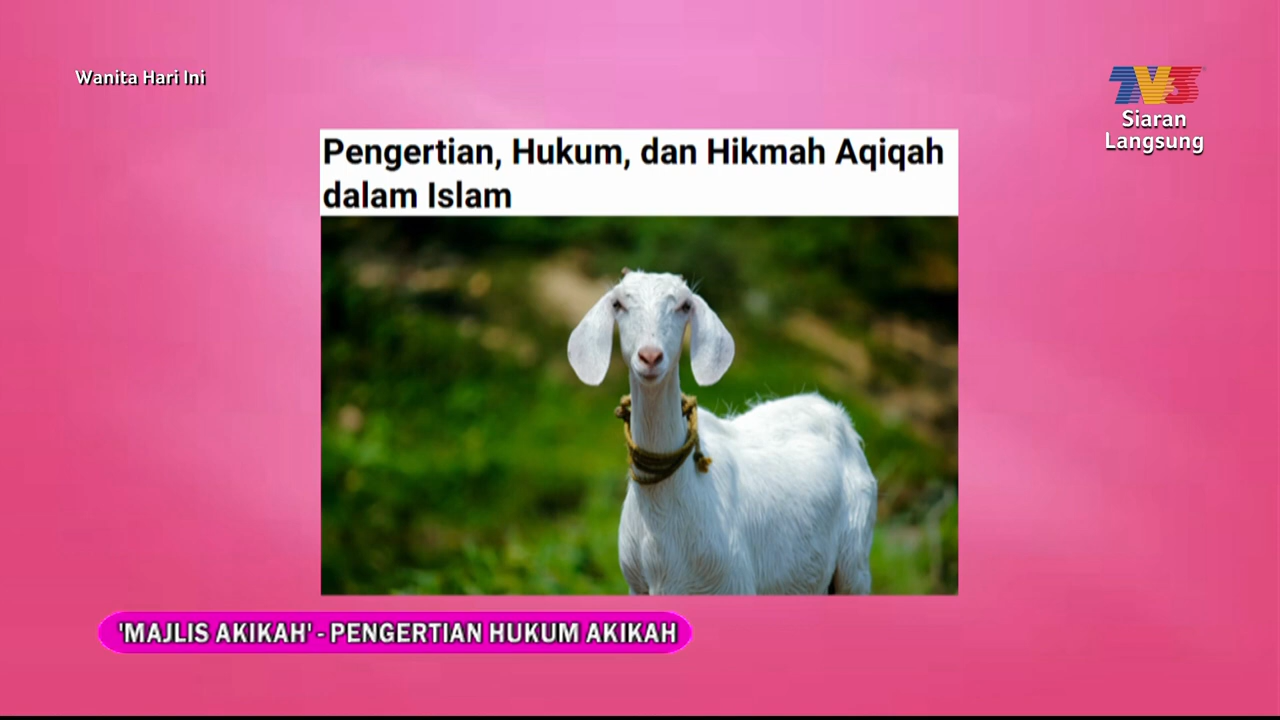 Wanita Hari Ini
TV3
Siaran
Langsung
Pengertian, Hukum, dan Hikmah Aqiqah
dalam Islam
'MAJLIS AKIKAH' - PENGERTIAN HUKUM AKIKAH